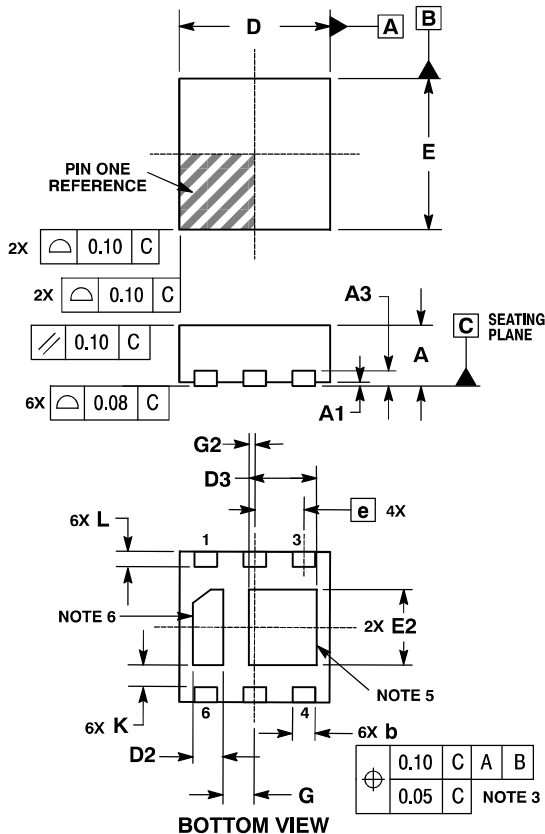 D
A
B
E
PIN ONE
REFERENCE
2X 0.10 C
2X 0.10 C
0.10 C
6X 0.08 C
A3
A
C SEATING
PLANE
A1
G2
D3
e 4X
6X L
1 3
NOTE 6
2X E2
NOTE 5
6X K
6 4
6X b
D2
G
0.10 C A B
0.05 C NOTE 3
BOTTOM VIEW